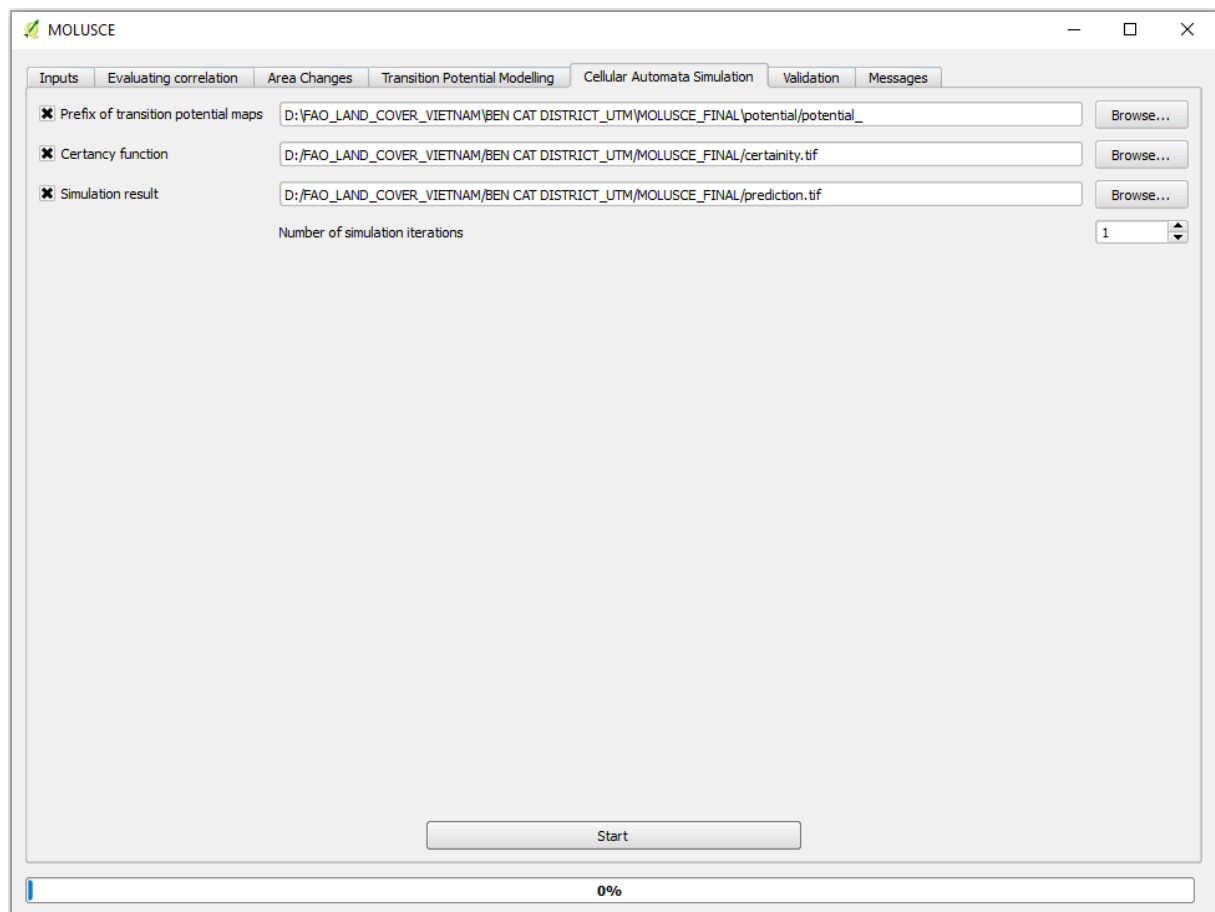 MOLUSCE
Inputs Evaluating correlation Area Changes Transition Potential Modelling Cellular Automata Simulation Validation Messages
Prefix of transition potential maps D:\FAO_LAND_COVER_VIETNAM\BEN CAT DISTRICT_UTM\MOLUSCE_FINAL\potential/potential_ Browse...
Certancy function D:/FAO_LAND_COVER_VIETNAM/BEN CAT DISTRICT_UTM/MOLUSCE_FINAL/certainity.tif Browse...
Simulation result D:/FAO_LAND_COVER_VIETNAM/BEN CAT DISTRICT_UTM/MOLUSCE_FINAL/prediction.tif Browse...
Number of simulation iterations 1
Start
0%